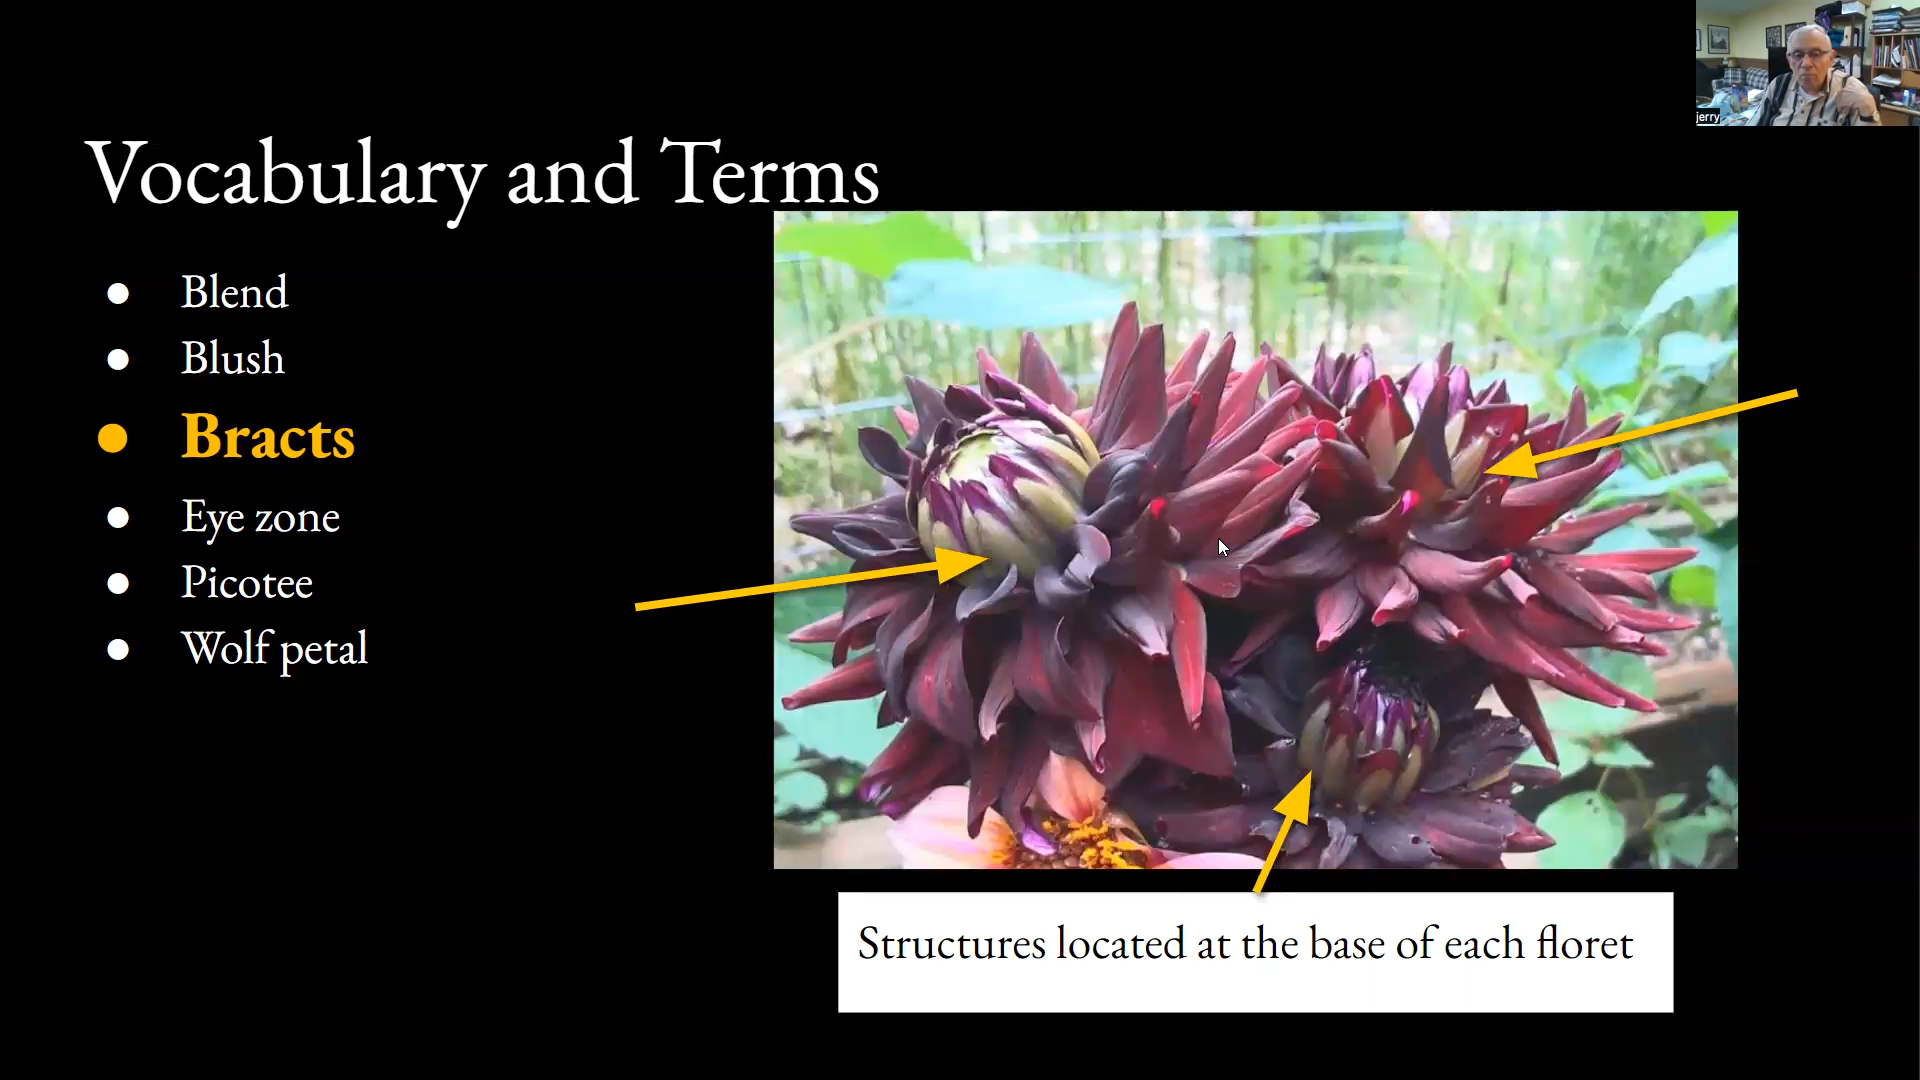 jerry
Vocabulary and Terms
Blend
Blush
Bracts
Eye zone
Picotee
Wolf petal
Structures located at the base of each floret